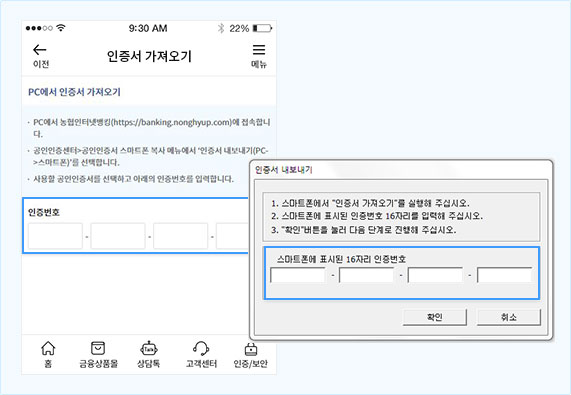 9:30 AM
22%
이전
인증서 가져오기
메뉴
PC에서 인증서 가져오기
· PC에서 농협인터넷뱅킹(https://banking.nonghyup.com)에 접속합니
다.
· 공인인증센터>공인인증서 스마트폰 복사 메뉴에서 '인증서 내보내기(PC-
>스마트폰)'를 선택합니다.
· 사용할 공인인증서를 선택하고 아래의 인증번호를 입력합니다.
인증번호
- - -
홈
금융상품몰
Talk
상담톡
고객센터
인증/보안
인증서 내보내기
1. 스마트폰에서 "인증서 가져오기"를 실행해 주십시오.
2. 스마트폰에 표시된 인증번호 16자리를 입력해 주십시오.
3. "확인"버튼을 눌러 다음 단계로 진행해 주십시오.
스마트폰에 표시된 16자리 인증번호
- - -
확인
취소